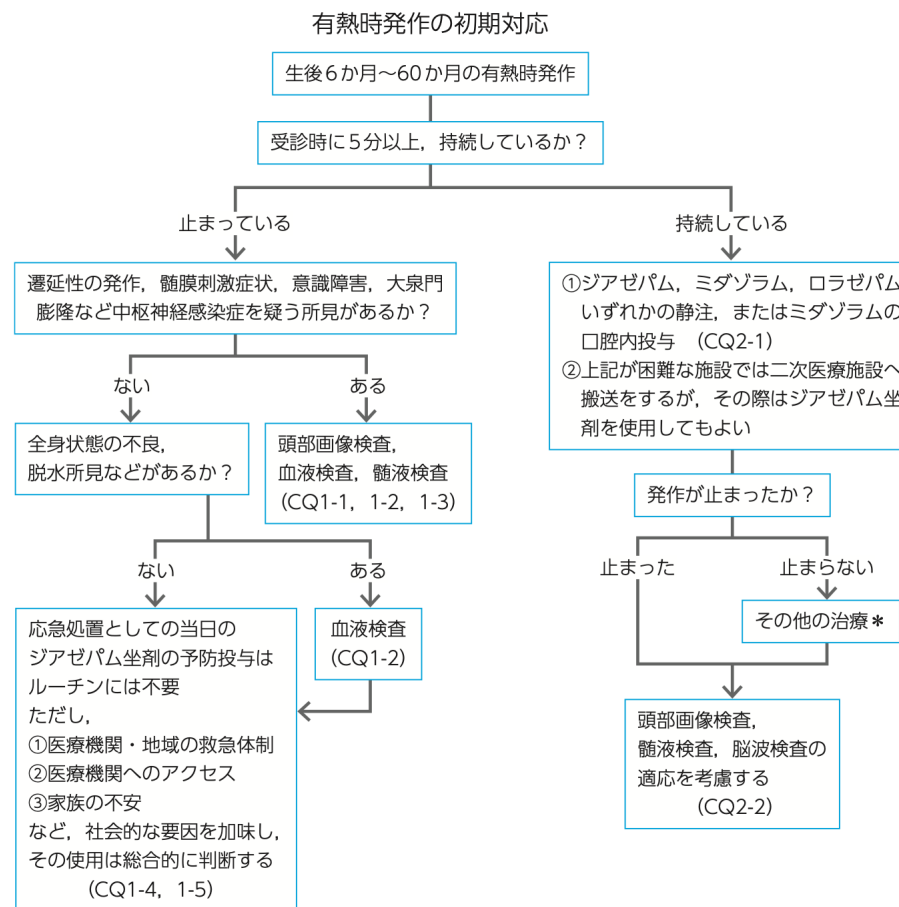 有熱時発作の初期対応
生後6か月〜60か月の有熱時発作
受診時に5分以上，持続しているか？
止まっている
持続している
遷延性の発作，髄膜刺激症状，意識障害，大泉門
膨隆など中枢神経感染症を疑う所見があるか？
①ジアゼパム，ミダゾラム，ロラゼパム
いずれかの静注，またはミダゾラムの
口腔内投与　（CQ2-1）
②上記が困難な施設では二次医療施設へ
搬送をするが，その際はジアゼパム坐
剤を使用してもよい
ない
ある
全身状態の不良，
脱水所見などがあるか？
頭部画像検査，
血液検査，髄液検査
（CQ1-1，1-2，1-3）
発作が止まったか？
ない
ある
止まった
止まらない
応急処置としての当日の
ジアゼパム坐剤の予防投与は
ルーチンには不要
ただし，
①医療機関・地域の救急体制
②医療機関へのアクセス
③家族の不安
など，社会的な要因を加味し，
その使用は総合的に判断する
（CQ1-4，1-5）
血液検査
（CQ1-2）
その他の治療＊
頭部画像検査，
髄液検査，脳波検査の
適応を考慮する
（CQ2-2）